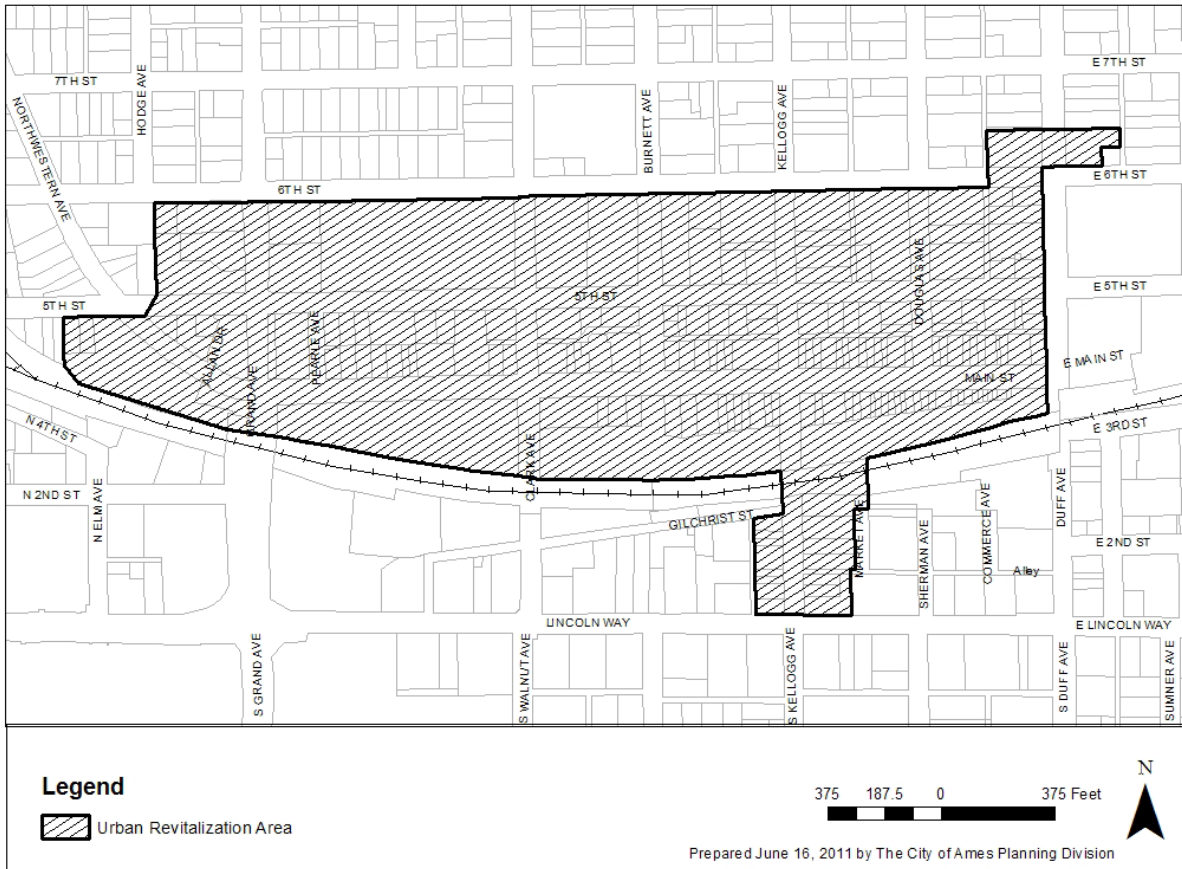 E 7TH ST
7TH ST
HODGE AVE
NORTHWESTERN AVE
BURNETT AVE
KELLOGG AVE
6TH ST
E 6TH ST
DOUGLAS AVE
5TH ST
E 5TH ST
5TH ST
ALLAN DR
PEARLE AVE
E MAIN ST
MAIN ST
GRAND AVE
N 4TH ST
E 3RD ST
CLARK AVE
N 2ND ST
N ELM AVE
GILCHRIST ST
MARKET AVE
SHERMAN AVE
COMMERCE AVE
DUFF AVE
E 2ND ST
Alley
LINCOLN WAY
E LINCOLN WAY
S GRAND AVE
S WALNUT AVE
S KELLOGG AVE
S DUFF AVE
SUMNER AVE
Legend
Urban Revitalization Area
N
375 187.5 0 375 Feet
Prepared June 16, 2011 by The City of Ames Planning Division